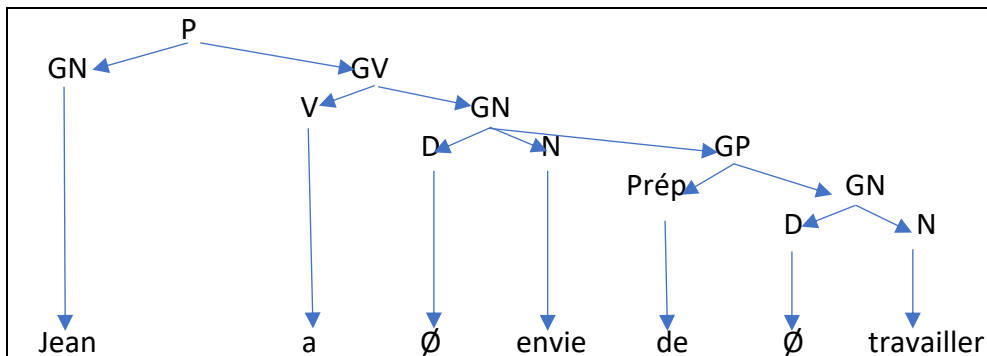 P
GN GV
V GN
D N GP
Prép GN
D N
Jean a Ø envie de Ø travailler